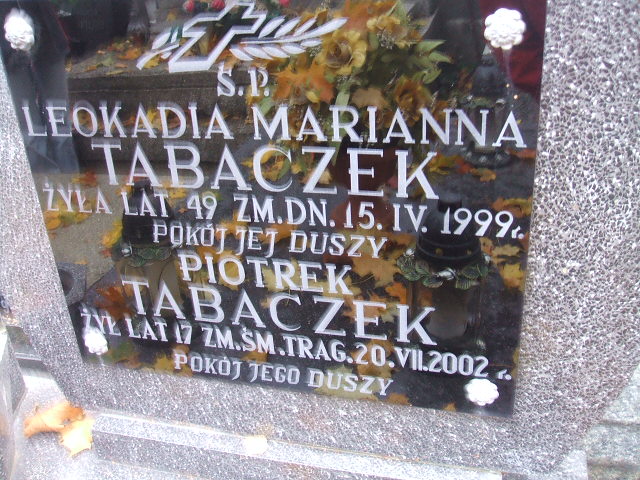 Ś.P.
LEOKADIA MARIANNA
TABACZEK
ŻYŁA LAT 49 ZM.DN. 15.IV.1999r.
POKÓJ JEJ DUSZY
PIOTREK
TABACZEK
ŻYŁ LAT 17 ZM.ŚM.TRAG.20.VII.2002 r.
POKÓJ JEGO DUSZY